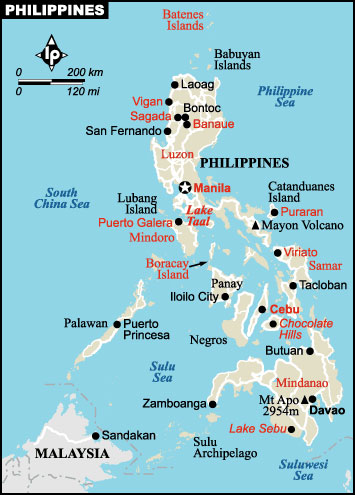 PHILIPPINES
Batenes
Islands
lp
Babuyan
Islands
0 200 km
0 120 mi
Laoag
Philippine
Sea
Vigan
Bontoc
Sagada
Banaue
San Fernando
Luzon
PHILIPPINES
Manila
South
China Sea
Catanduanes
Island
Lubang
Island
Lake
Taal
Puraran
Puerto Galera
Mayon Volcano
Mindoro
Viriato
Boracay
Island
Samar
Panay
Tacloban
Iloilo City
Cebu
Palawan
Puerto
Princesa
Chocolate
Hills
Negros
Butuan
Sulu
Sea
Mindanao
Mt Apo
2954m
Davao
Zamboanga
Lake Sebu
Sandakan
Sulu
Archipelago
MALAYSIA
Suluwesi
Sea